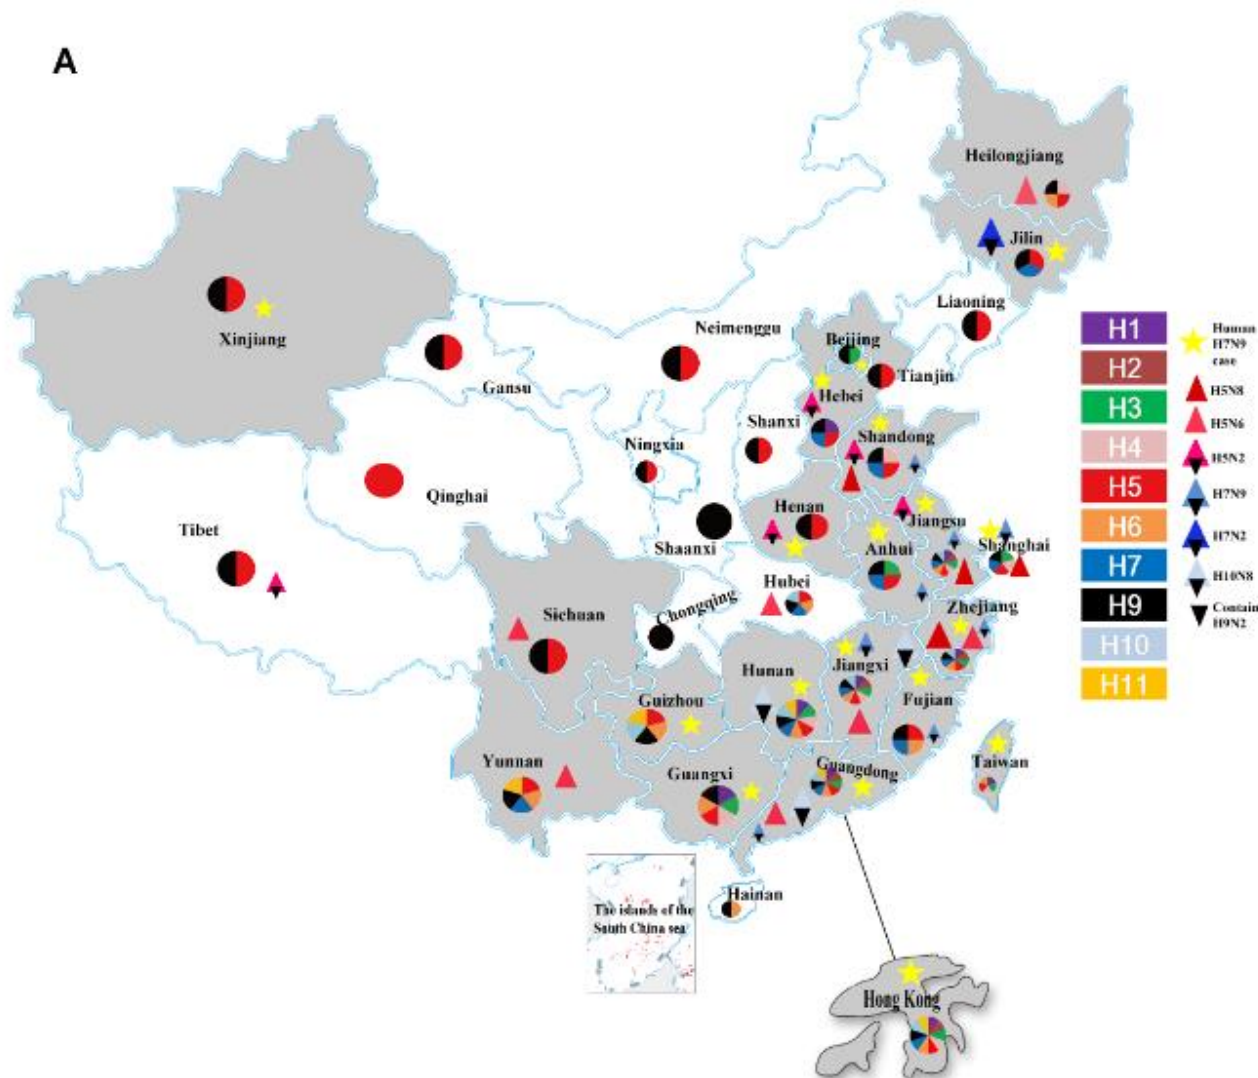 A
Heilongjiang
Jilin
Liaoning
Xinjiang
Neimenggu
Beijing
Gansu
Tianjin
Hebei
Shanxi
Ningxia
Shandong
Qinghai
Henan
Jiangsu
Tibet
Shaanxi
Anhui
Shanghai
Hubei
Chongqing
Sichuan
Zhejiang
Hunan
Jiangxi
Guizhou
Fujian
Yunnan
Guangxi
Guangdong
Taiwan
Hainan
The islands of the
South China sea
Hong Kong
H1
H2
H3
H4
H5
H6
H7
H9
H10
H11
Human
H7N9
case
H5N8
H5N6
H5N2
H7N9
H7N2
H10N8
Contain
H9N2